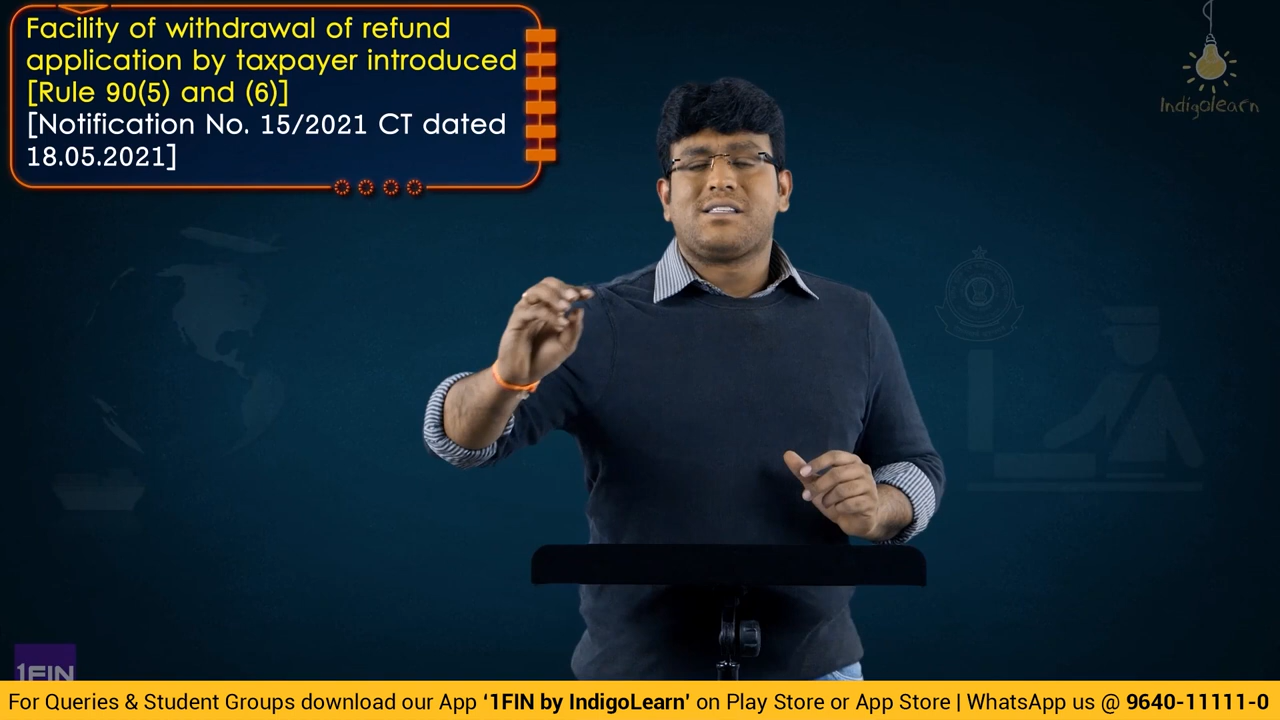 Facility of withdrawal of refund
application by taxpayer introduced
[Rule 90(5) and (6)]
[Notification No. 15/2021 CT dated
18.05.2021]
Indigolearn
1FIN
For Queries & Student Groups download our App ‘1FIN by IndigoLearn’ on Play Store or App Store | WhatsApp us @ 9640-11111-0